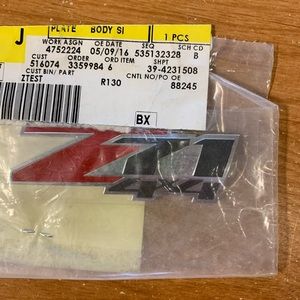 J PLATE BODY SI
1 PCS
WORK ASGN OE DATE SEQ SCH CD
4752224 05/09/16 535132328 B
CUST ORDER ORD ITEM SHPT
516074 3359984 6 39-4231508
CUST BIN/ PART CNTL NO/PO OE
ZTEST R130 88245
BX
Z71
4x4